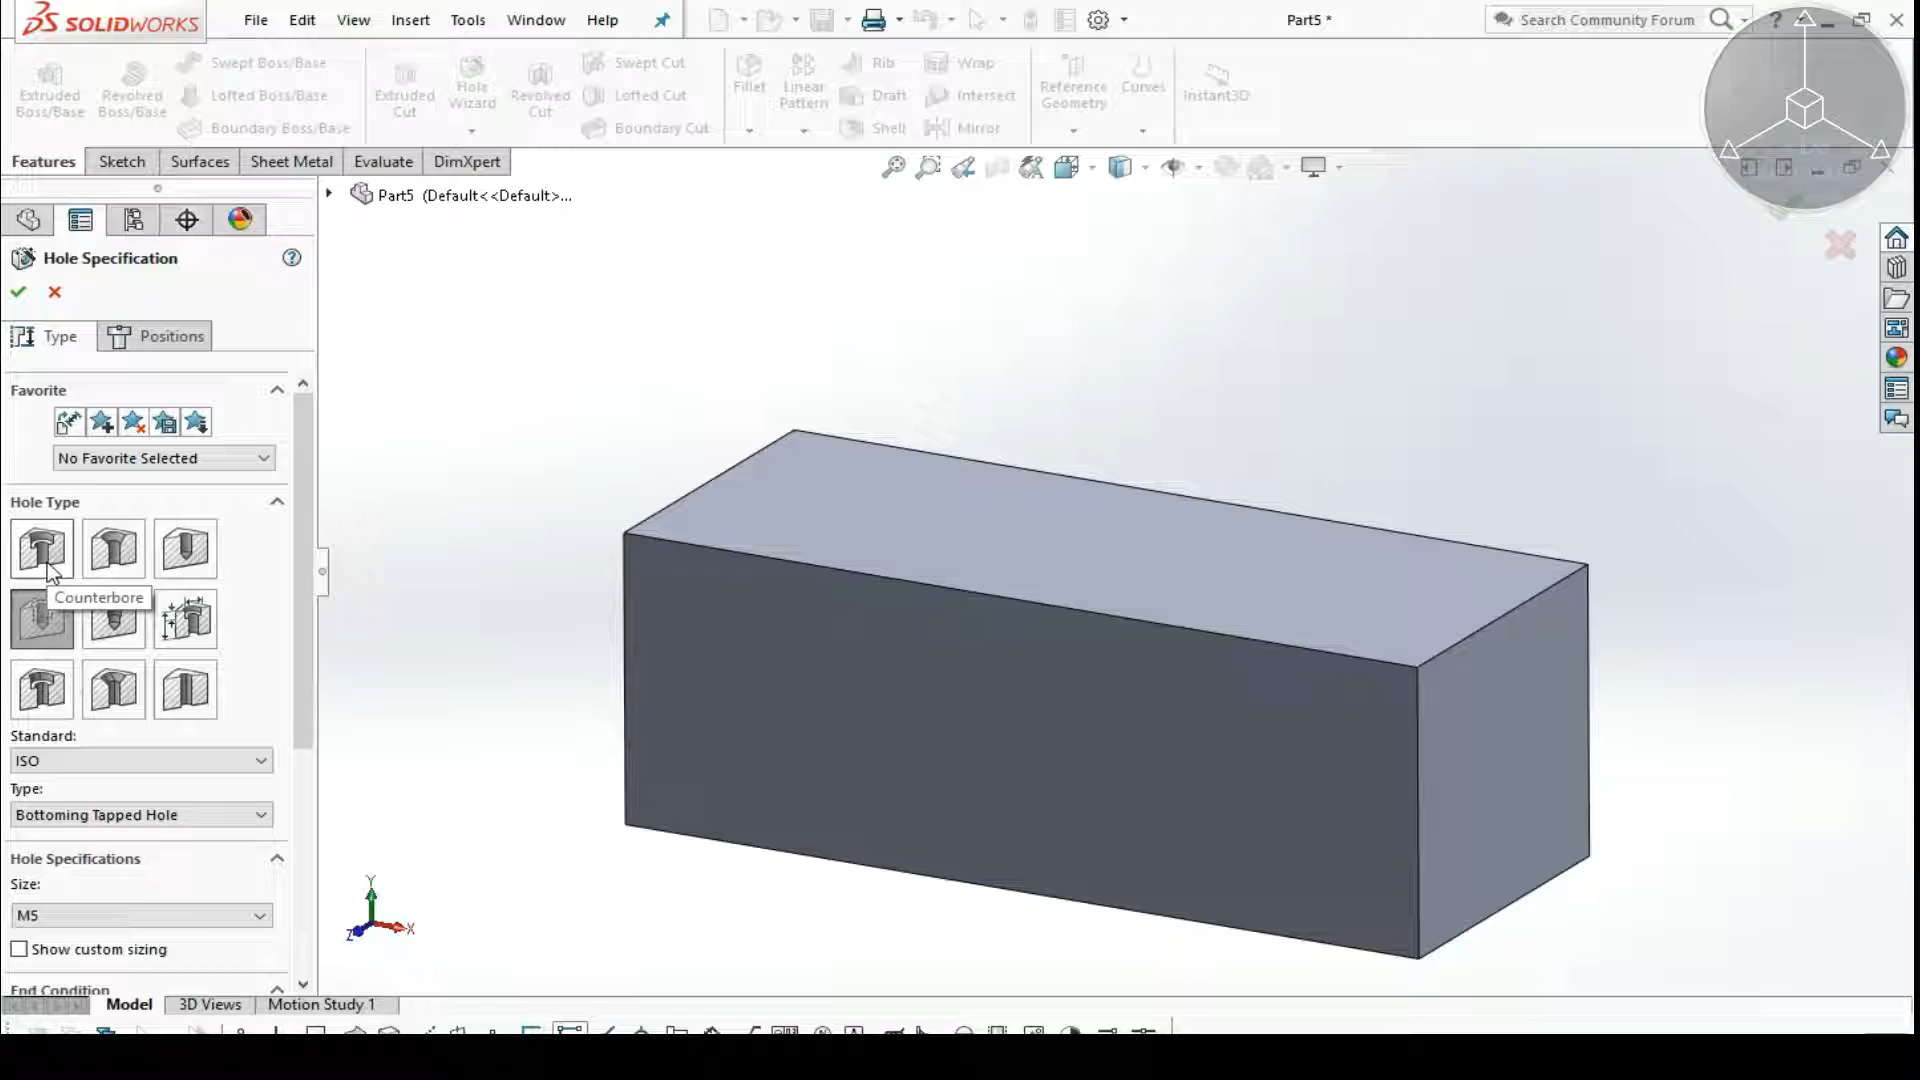 SOLIDWORKS
File Edit View Insert Tools Window Help
Part5 *
Search Community Forum
?
Extruded Boss/Base
Revolved Boss/Base
Swept Boss/Base
Lofted Boss/Base
Boundary Boss/Base
Extruded Cut
Hole Wizard
Revolved Cut
Swept Cut
Lofted Cut
Boundary Cut
Fillet
Linear Pattern
Rib
Draft
Shell
Wrap
Intersect
Mirror
Reference Geometry
Curves
Instant3D
Features Sketch Surfaces Sheet Metal Evaluate DimXpert
Part5 (Default<<Default>...
Hole Specification
?
Type Positions
Favorite
No Favorite Selected
Hole Type
Counterbore
Standard:
ISO
Type:
Bottoming Tapped Hole
Hole Specifications
Size:
M5
Show custom sizing
End Condition
Y
X
Z
Model 3D Views Motion Study 1